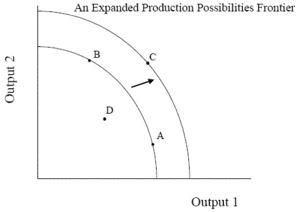 An Expanded Production Possibilities Frontier
Output 2
B
C
D
A
Output 1